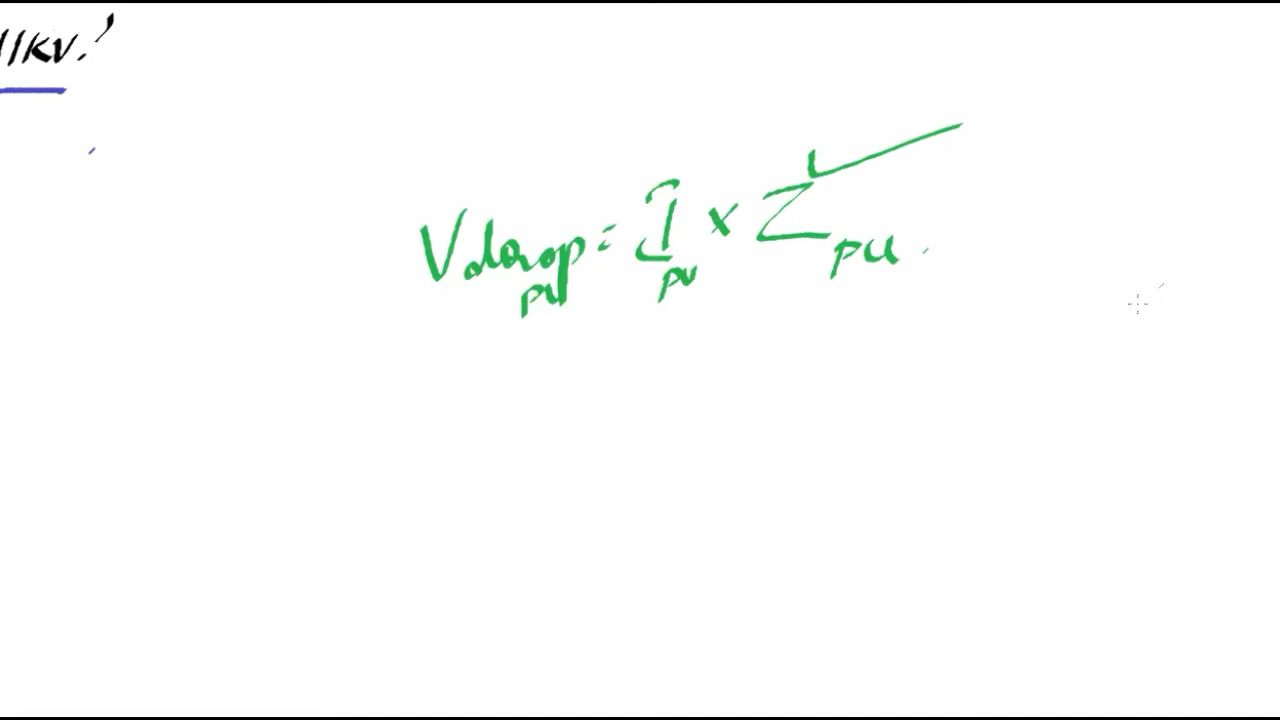 11KV.'
Vdrop pu = I pu x Z pu.